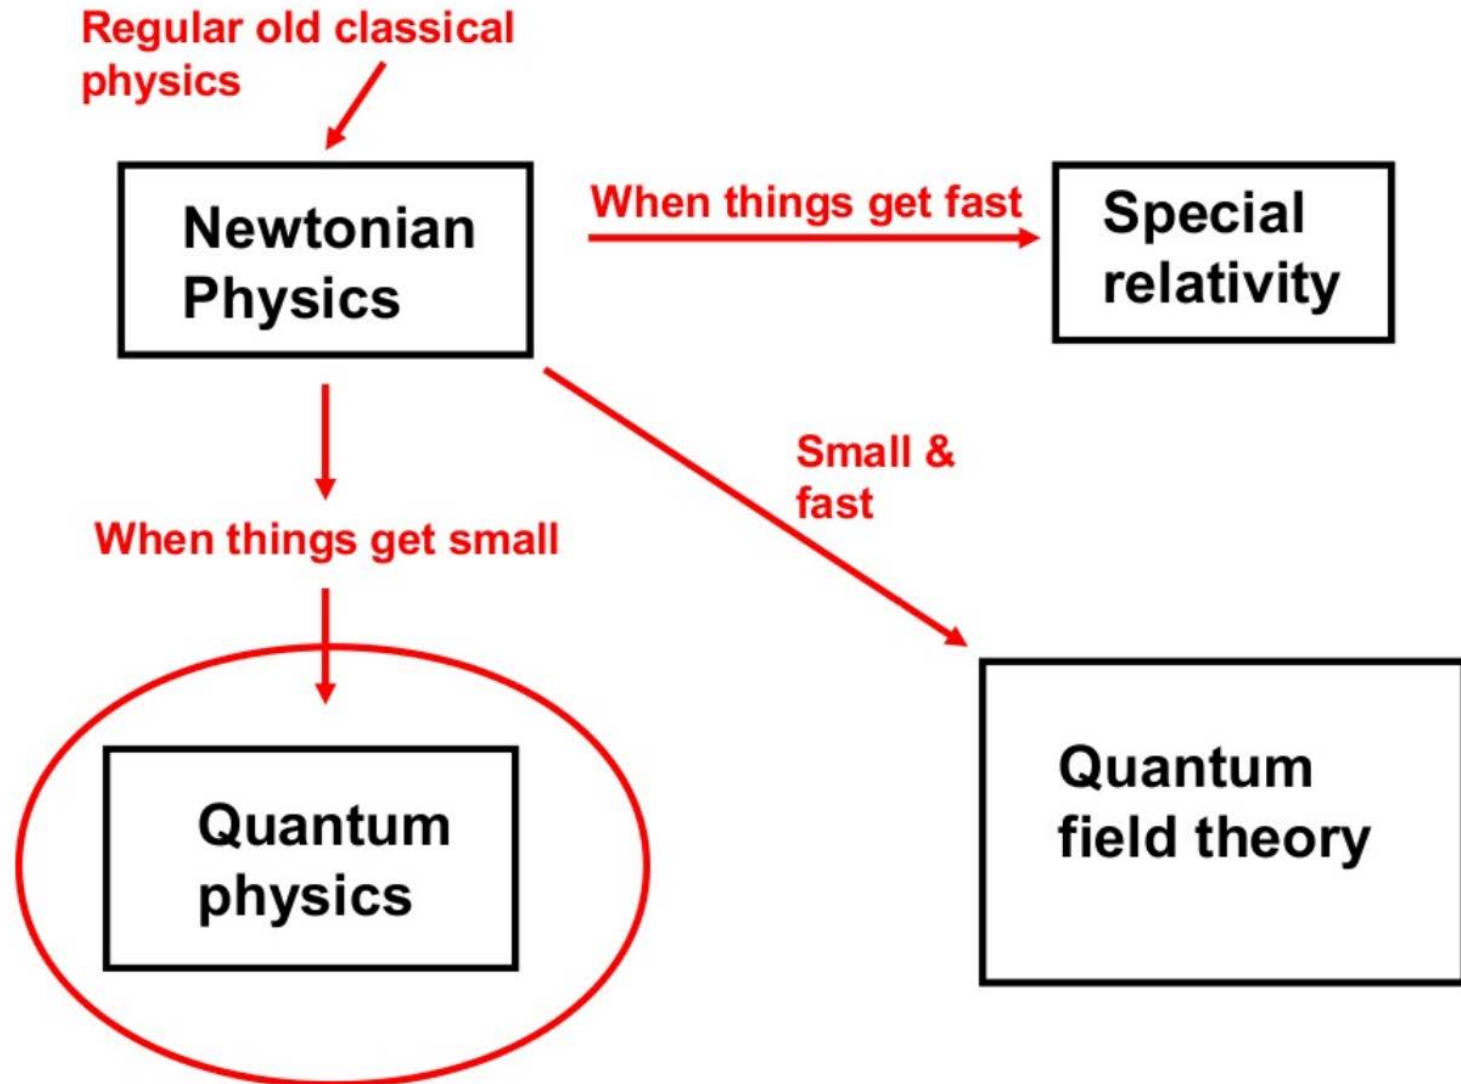 Regular old classical
physics
Newtonian
Physics
When things get fast
Special
relativity
Small &
fast
When things get small
Quantum
physics
Quantum
field theory